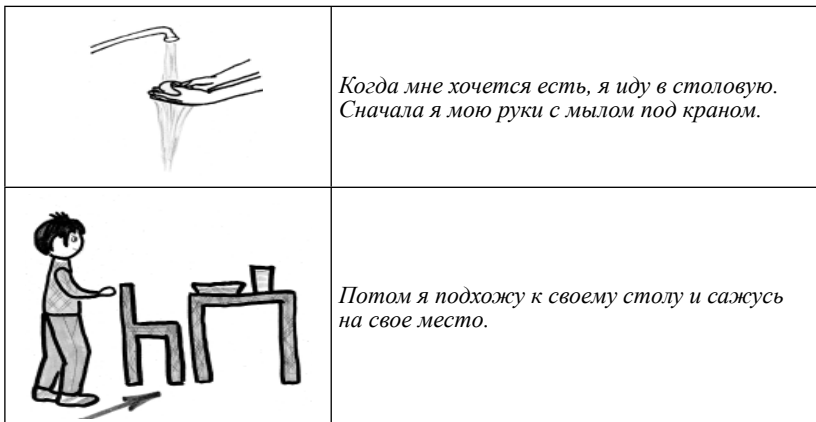 Когда мне хочется есть, я иду в столовую.
Сначала я мою руки с мылом под краном.
Потом я подхожу к своему столу и сажусь
на свое место.